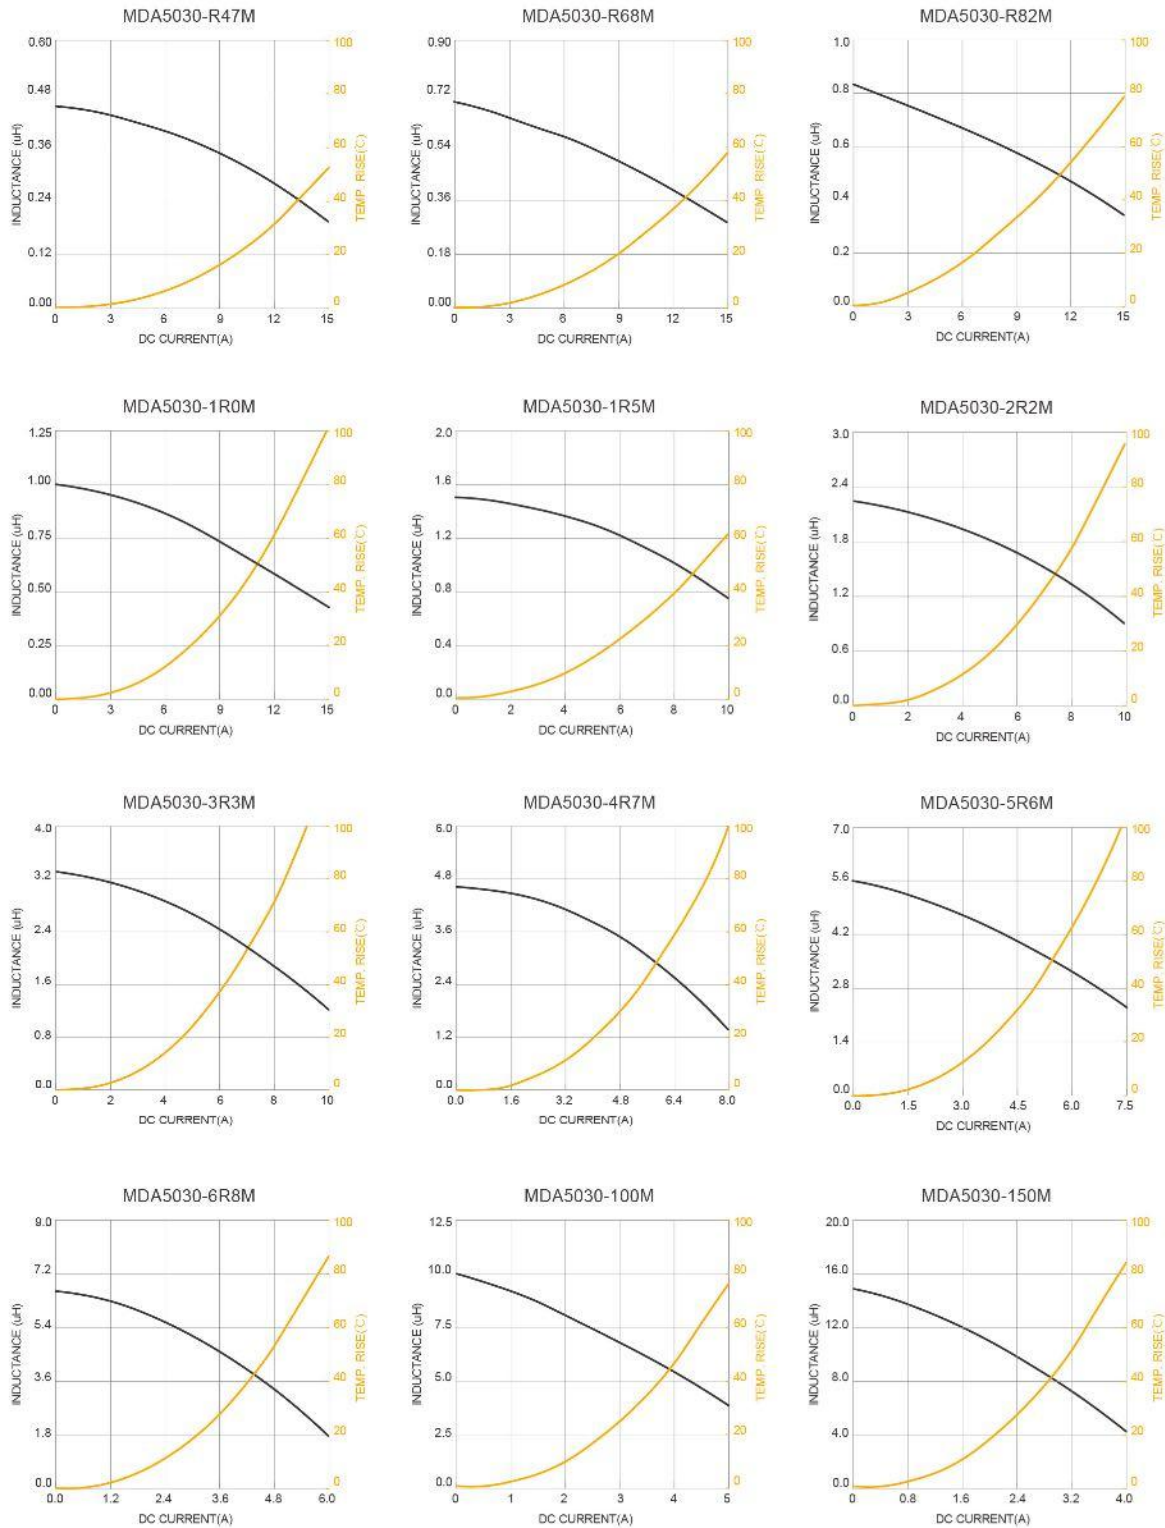 MDA5030-R47M MDA5030-R68M MDA5030-R82M
0.60 100 0.90 100 1.0 100
0.48 80 0.72 80 0.8 80
0.36 60 0.54 60 0.6 60
0.24 40 0.36 40 0.4 40
0.12 20 0.18 20 0.2 20
0.00 0 0.00 0 0.0 0
INDUCTANCE (uH) TEMP. RISE(℃) INDUCTANCE (uH) TEMP. RISE(℃) INDUCTANCE (uH) TEMP. RISE(℃)
0 3 6 9 12 15 0 3 6 9 12 15 0 3 6 9 12 15
DC CURRENT(A) DC CURRENT(A) DC CURRENT(A)
MDA5030-1R0M MDA5030-1R5M MDA5030-2R2M
1.25 100 2.0 100 3.0 100
1.00 80 1.6 80 2.4 80
0.75 60 1.2 60 1.8 60
0.50 40 0.8 40 1.2 40
0.25 20 0.4 20 0.6 20
0.00 0 0.0 0 0.0 0
INDUCTANCE (uH) TEMP. RISE(℃) INDUCTANCE (uH) TEMP. RISE(℃) INDUCTANCE (uH) TEMP. RISE(℃)
0 3 6 9 12 15 0 2 4 6 8 10 0 2 4 6 8 10
DC CURRENT(A) DC CURRENT(A) DC CURRENT(A)
MDA5030-3R3M MDA5030-4R7M MDA5030-5R6M
4.0 100 6.0 100 7.0 100
3.2 80 4.8 80 5.6 80
2.4 60 3.6 60 4.2 60
1.6 40 2.4 40 2.8 40
0.8 20 1.2 20 1.4 20
0.0 0 0.0 0 0.0 0
INDUCTANCE (uH) TEMP. RISE(℃) INDUCTANCE (uH) TEMP. RISE(℃) INDUCTANCE (uH) TEMP. RISE(℃)
0 2 4 6 8 10 0.0 1.6 3.2 4.8 6.4 8.0 0.0 1.5 3.0 4.5 6.0 7.5
DC CURRENT(A) DC CURRENT(A) DC CURRENT(A)
MDA5030-6R8M MDA5030-100M MDA5030-150M
9.0 100 12.5 100 20.0 100
7.2 80 10.0 80 16.0 80
5.4 60 7.5 60 12.0 60
3.6 40 5.0 40 8.0 40
1.8 20 2.5 20 4.0 20
0.0 0 0.0 0 0.0 0
INDUCTANCE (uH) TEMP. RISE(℃) INDUCTANCE (uH) TEMP. RISE(℃) INDUCTANCE (uH) TEMP. RISE(℃)
0.0 1.2 2.4 3.6 4.8 6.0 0 1 2 3 4 5 0 0.8 1.6 2.4 3.2 4.0
DC CURRENT(A) DC CURRENT(A) DC CURRENT(A)